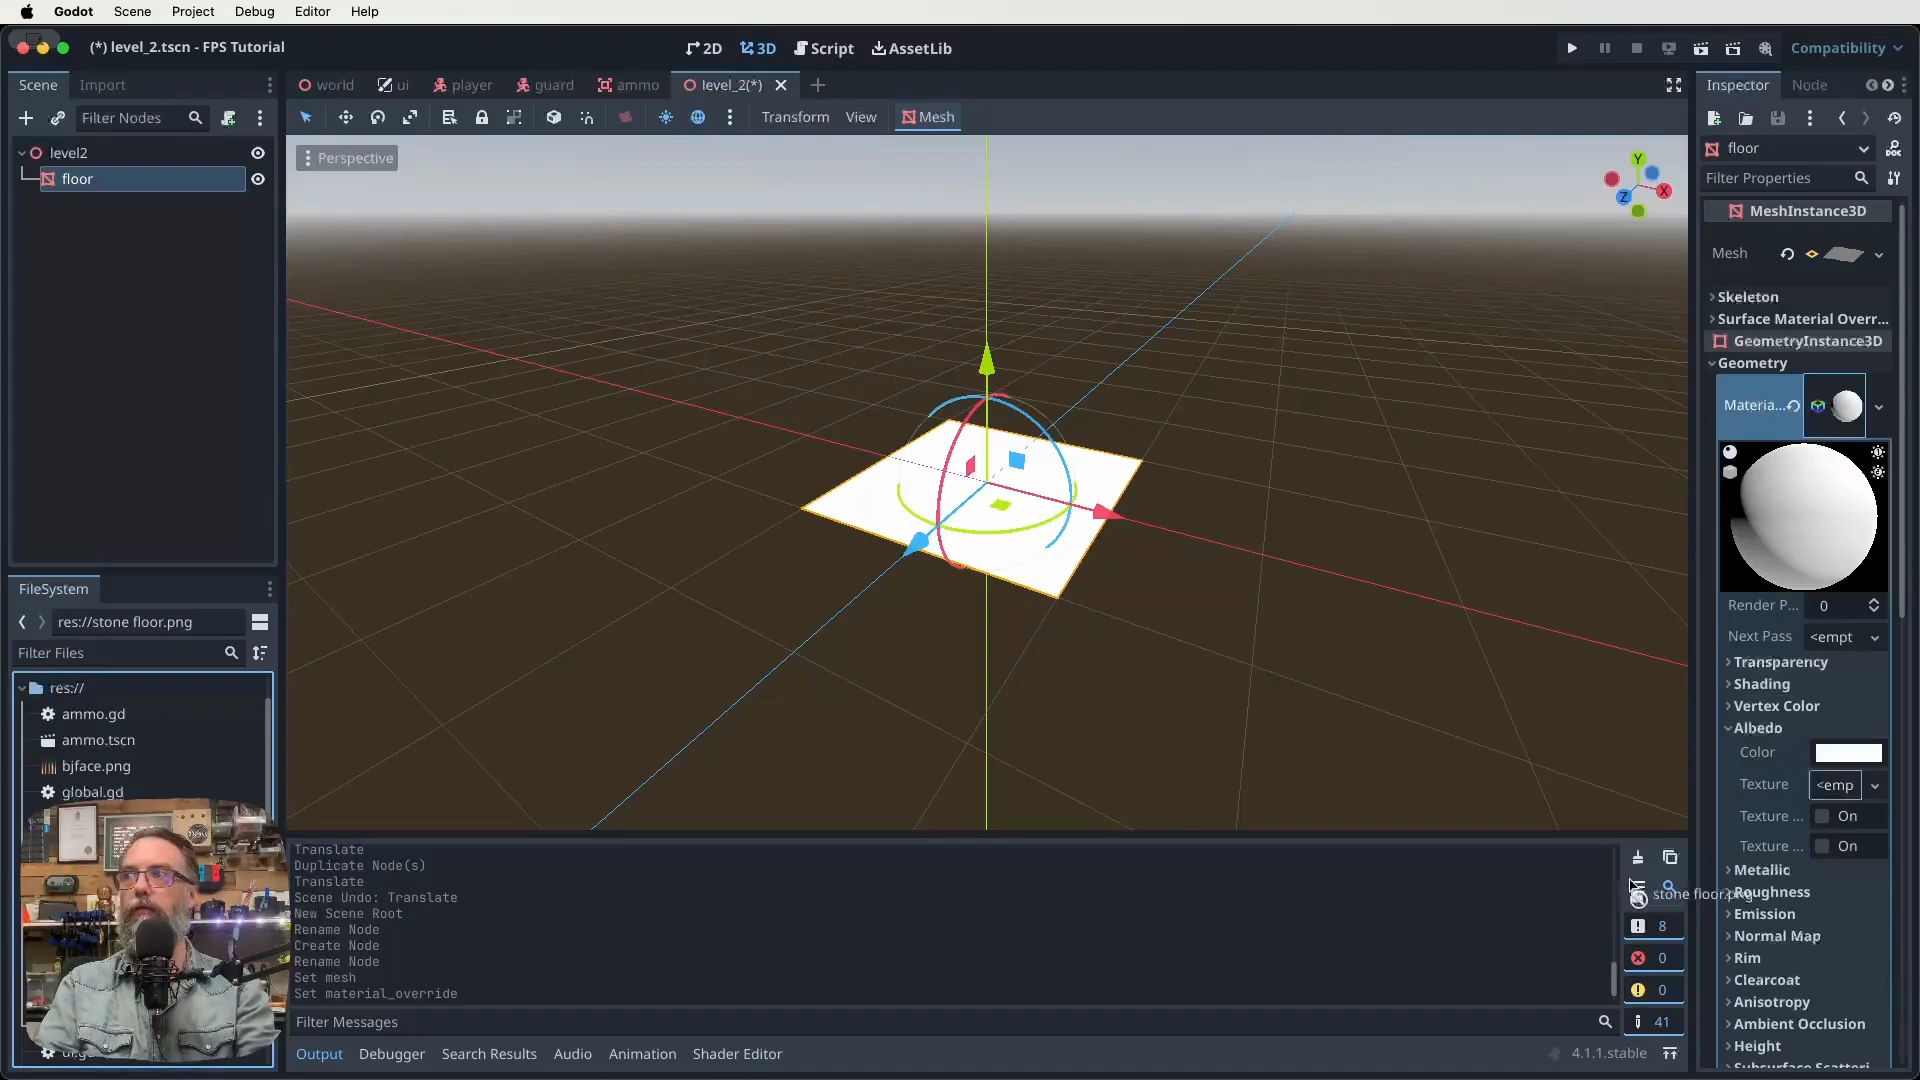 Godot Scene Project Debug Editor Help
(*) level_2.tscn - FPS Tutorial
2D 3D Script AssetLib
Compatibility
Scene Import
world ui player guard ammo level_2(*)
Inspector Node
Filter Nodes
Transform View Mesh
level2
floor
Perspective
Y
X
Z
floor
Filter Properties
MeshInstance3D
Mesh
Skeleton
Surface Material Overr...
GeometryInstance3D
Geometry
Materia...
Render P... 0
Next Pass <empt
Transparency
Shading
Vertex Color
Albedo
Color
Texture <emp
Texture ... On
Texture ... On
Metallic
Roughness
Emission
Normal Map
Rim
Clearcoat
Anisotropy
Ambient Occlusion
Height
FileSystem
res://stone floor.png
Filter Files
res://
ammo.gd
ammo.tscn
bjface.png
global.gd
Translate
Duplicate Node(s)
Translate
Scene Undo: Translate
New Scene Root
Rename Node
Create Node
Rename Node
Set mesh
Set material_override
stone floor.png
8
0
0
41
Filter Messages
Output Debugger Search Results Audio Animation Shader Editor
4.1.1.stable